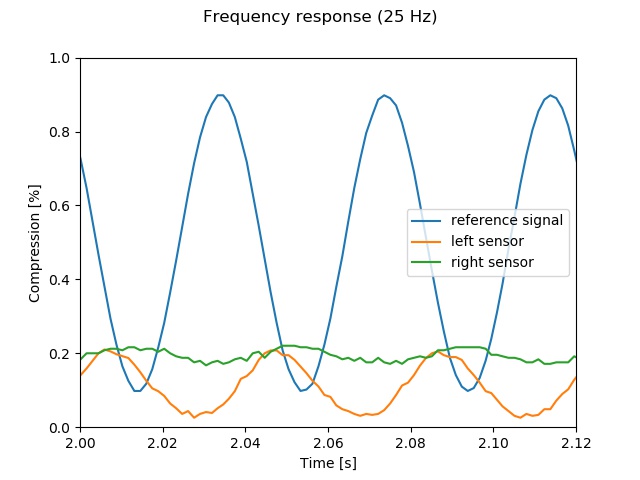 Frequency response (25 Hz)
1.0
0.8
0.6
0.4
0.2
0.0
Compression [%]
reference signal
left sensor
right sensor
2.00 2.02 2.04 2.06 2.08 2.10 2.12
Time [s]